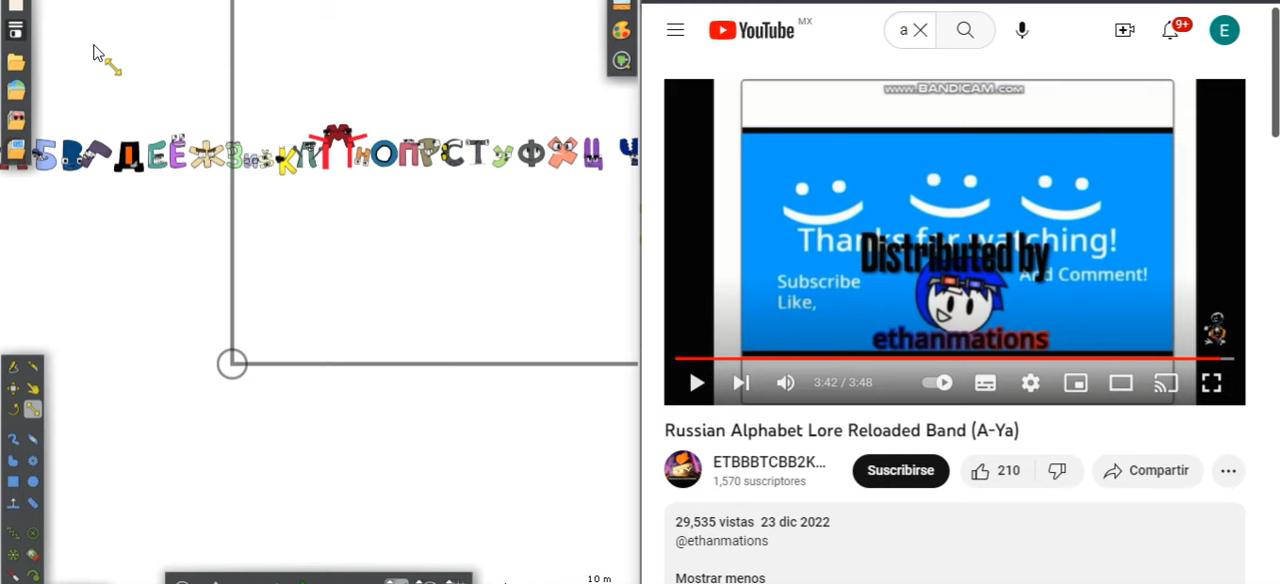 Б В Г Д Е Ё Ж З И Й К Л М Н О П Р С Т У Ф Х Ц Ч
10 m
YouTube MX
a
9+
E
WWW.BANDICAM.COM
Thanks for watching!
Distributed by
Subscribe
And Comment!
Like,
ethanmations
3:42 / 3:48
Russian Alphabet Lore Reloaded Band (A-Ya)
ETBBBTCBB2K...
1,570 suscriptores
Suscribirse
210
Compartir
29,535 vistas 23 dic 2022
@ethanmations
Mostrar menos